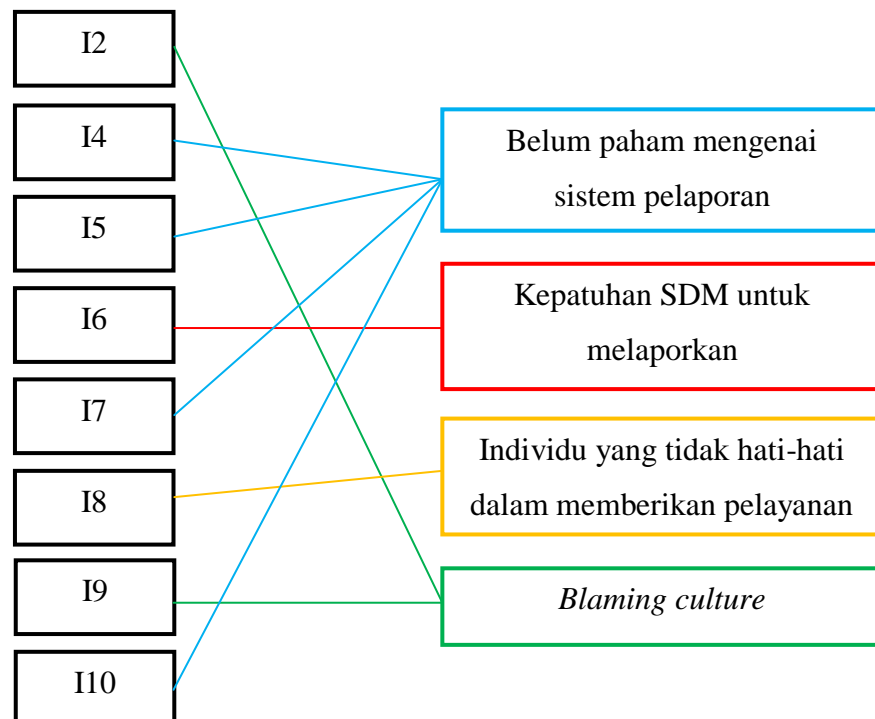 I2
I4
I5
I6
I7
I8
I9
I10
Belum paham mengenai
sistem pelaporan
Kepatuhan SDM untuk
melaporkan
Individu yang tidak hati-hati
dalam memberikan pelayanan
Blaming culture